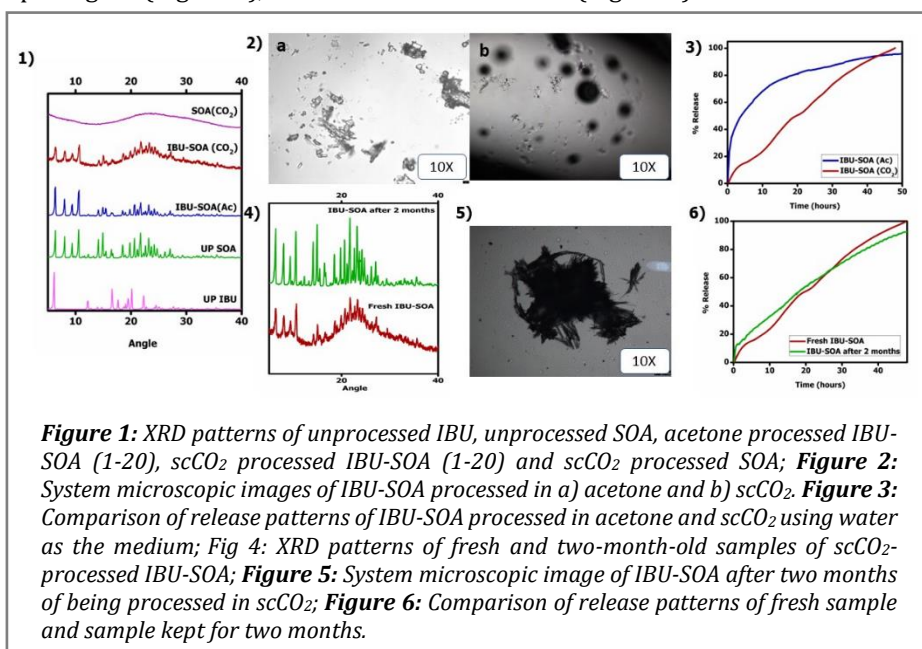 1)
10 20 30 40
SOA(CO2)
IBU-SOA (CO2)
IBU-SOA(Ac)
UP SOA
UP IBU
10 20 30 40
Angle
2) a
10X
b
10X
3)
100
80
60
40
20
0
% Release
IBU-SOA (Ac)
IBU-SOA (CO2)
0 10 20 30 40 50
Time (hours)
4)
IBU-SOA after 2 months
Fresh IBU-SOA
20 40
Angle
5)
10X
6)
100
80
60
40
20
0
% Release
Fresh IBU-SOA
IBU-SOA after 2 months
0 10 20 30 40
Time (hours)
Figure 1: XRD patterns of unprocessed IBU, unprocessed SOA, acetone processed IBU-
SOA (1-20), scCO2 processed IBU-SOA (1-20) and scCO2 processed SOA; Figure 2:
System microscopic images of IBU-SOA processed in a) acetone and b) scCO2. Figure 3:
Comparison of release patterns of IBU-SOA processed in acetone and scCO2 using water
as the medium; Fig 4: XRD patterns of fresh and two-month-old samples of scCO2-
processed IBU-SOA; Figure 5: System microscopic image of IBU-SOA after two months
of being processed in scCO2; Figure 6: Comparison of release patterns of fresh sample
and sample kept for two months.